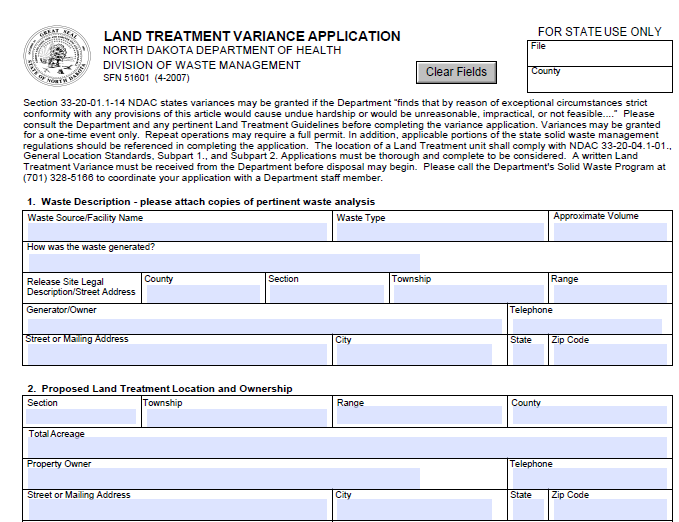 LAND TREATMENT VARIANCE APPLICATION
NORTH DAKOTA DEPARTMENT OF HEALTH
DIVISION OF WASTE MANAGEMENT
SFN 51601 (4-2007)
Clear Fields
FOR STATE USE ONLY
File
County
Section 33-20-01.1-14 NDAC states variances may be granted if the Department "finds that by reason of exceptional circumstances strict
conformity with any provisions of this article would cause undue hardship or would be unreasonable, impractical, or not feasible...." Please
consult the Department and any pertinent Land Treatment Guidelines before completing the variance application. Variances may be granted
for a one-time event only. Repeat operations may require a full permit. In addition, applicable portions of the state solid waste management
regulations should be referenced in completing the application. The location of a Land Treatment unit shall comply with NDAC 33-20-04.1-01.,
General Location Standards, Subpart 1., and Subpart 2. Applications must be thorough and complete to be considered. A written Land
Treatment Variance must be received from the Department before disposal may begin. Please call the Department's Solid Waste Program at
(701) 328-5166 to coordinate your application with a Department staff member.
1. Waste Description - please attach copies of pertinent waste analysis
Waste Source/Facility Name
Waste Type
Approximate Volume
How was the waste generated?
Release Site Legal
Description/Street Address
County
Section
Township
Range
Generator/Owner
Telephone
Street or Mailing Address
City
State
Zip Code
2. Proposed Land Treatment Location and Ownership
Section
Township
Range
County
Total Acreage
Property Owner
Telephone
Street or Mailing Address
City
State
Zip Code